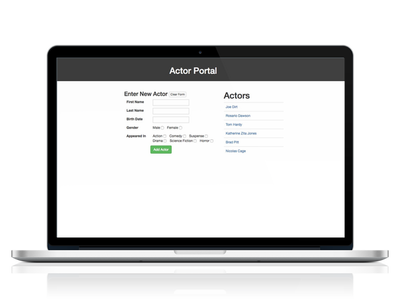 Actor Portal
Enter New Actor Clear Form
First Name
Last Name
Birth Date
Gender Male Female
Appeared In Action Comedy Suspense
Drama Science Fiction Horror
Add Actor
Actors
Joe Dirt
Rosario Dawson
Tom Hardy
Katherine Zeta Jones
Brad Pitt
Nicolas Cage